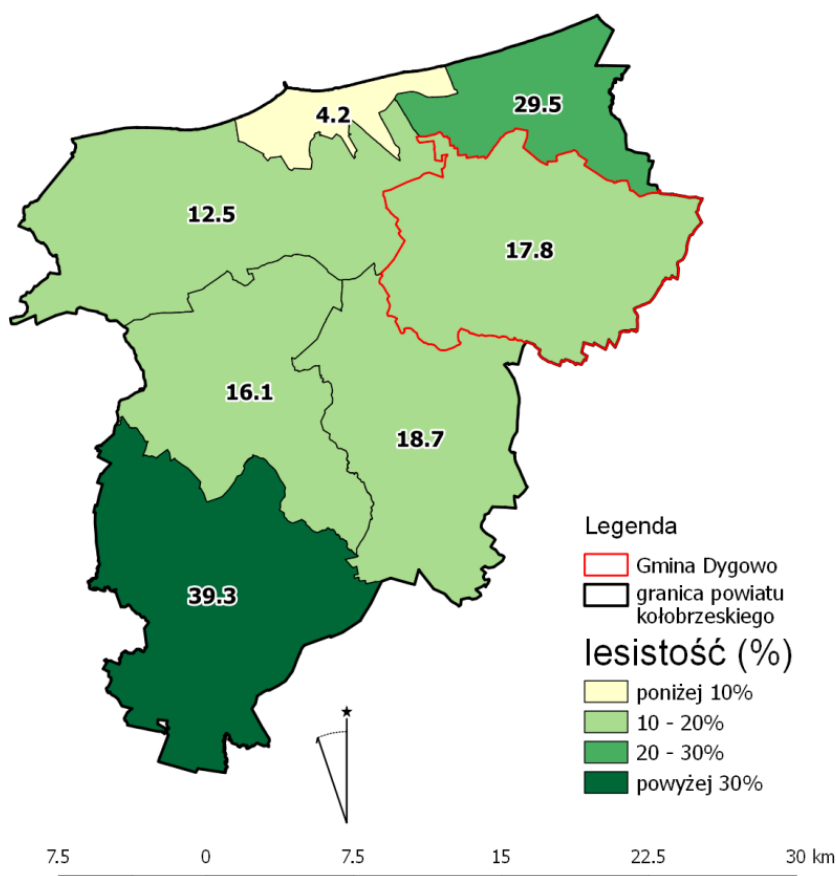 29.5
4.2
12.5
17.8
16.1
18.7
39.3
Legenda
Gmina Dygowo
granica powiatu
kołobrzeskiego
lesistość (%)
poniżej 10%
10 - 20%
20 - 30%
powyżej 30%
7.5 0 7.5 15 22.5 30 km